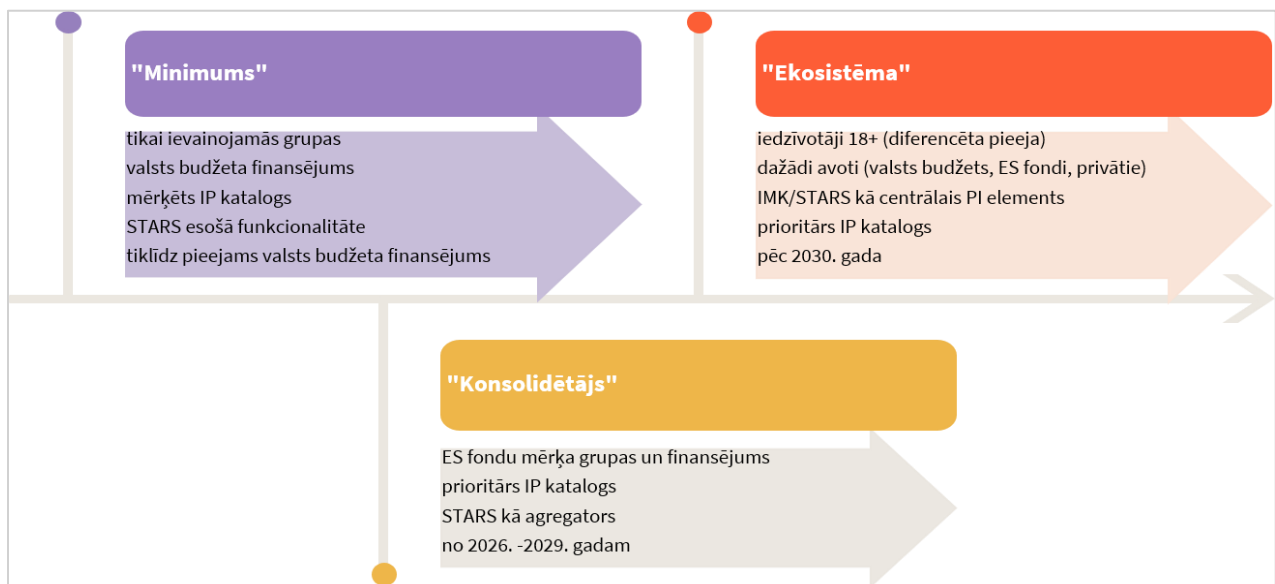 "Minimums"
tikai ievainojamās grupas
valsts budžeta finansējums
mērķēts IP katalogs
STARS esošā funkcionalitāte
tiklīdz pieejams valsts budžeta finansējums
"Ekosistēma"
iedzīvotāji 18+ (diferencēta pieeja)
dažādi avoti (valsts budžets, ES fondi, privātie)
IMK/STARS kā centrālais PI elements
prioritārs IP katalogs
pēc 2030. gada
"Konsolidētājs"
ES fondu mērķa grupas un finansējums
prioritārs IP katalogs
STARS kā agregators
no 2026. -2029. gadam